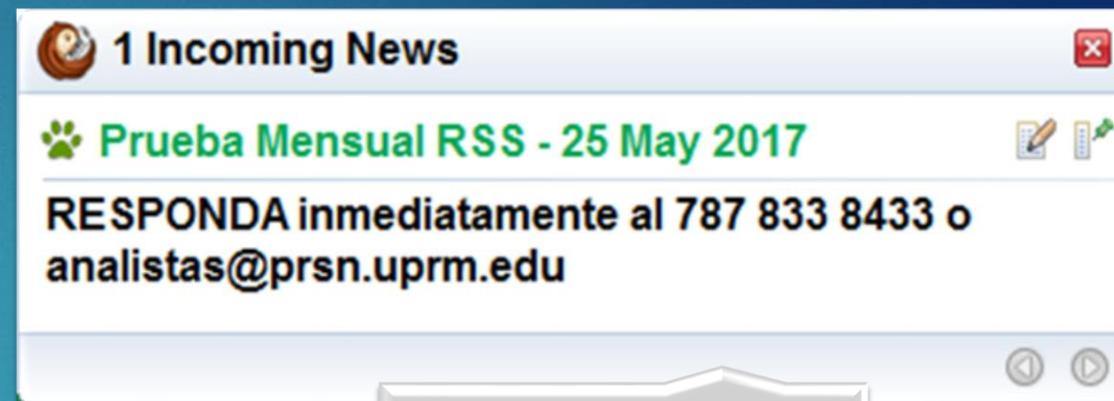 1 Incoming News
Prueba Mensual RSS - 25 May 2017
RESPONDA inmediatamente al 787 833 8433 o
analistas@prsn.uprm.edu